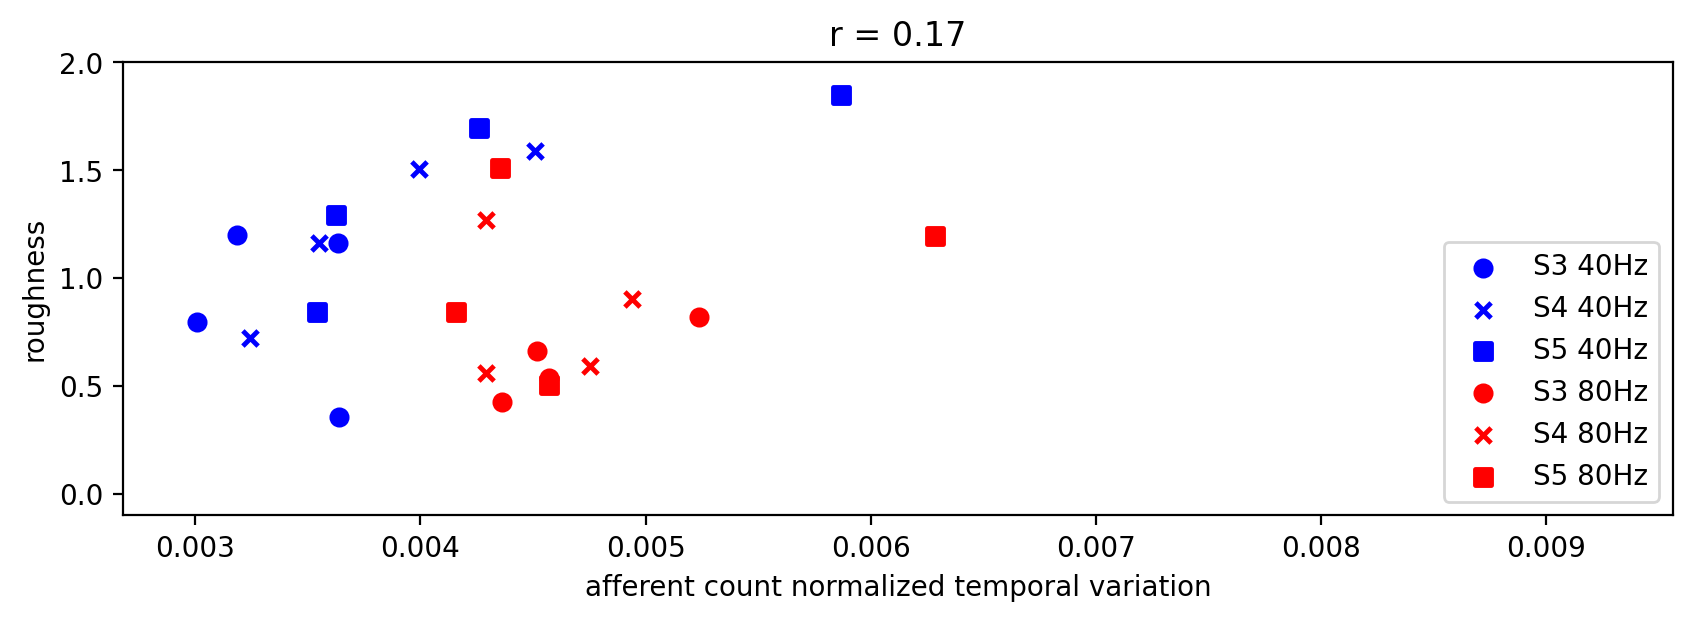 r = 0.17
2.0
1.5
1.0
0.5
0.0
roughness
0.003 0.004 0.005 0.006 0.007 0.008 0.009
afferent count normalized temporal variation
S3 40Hz
S4 40Hz
S5 40Hz
S3 80Hz
S4 80Hz
S5 80Hz